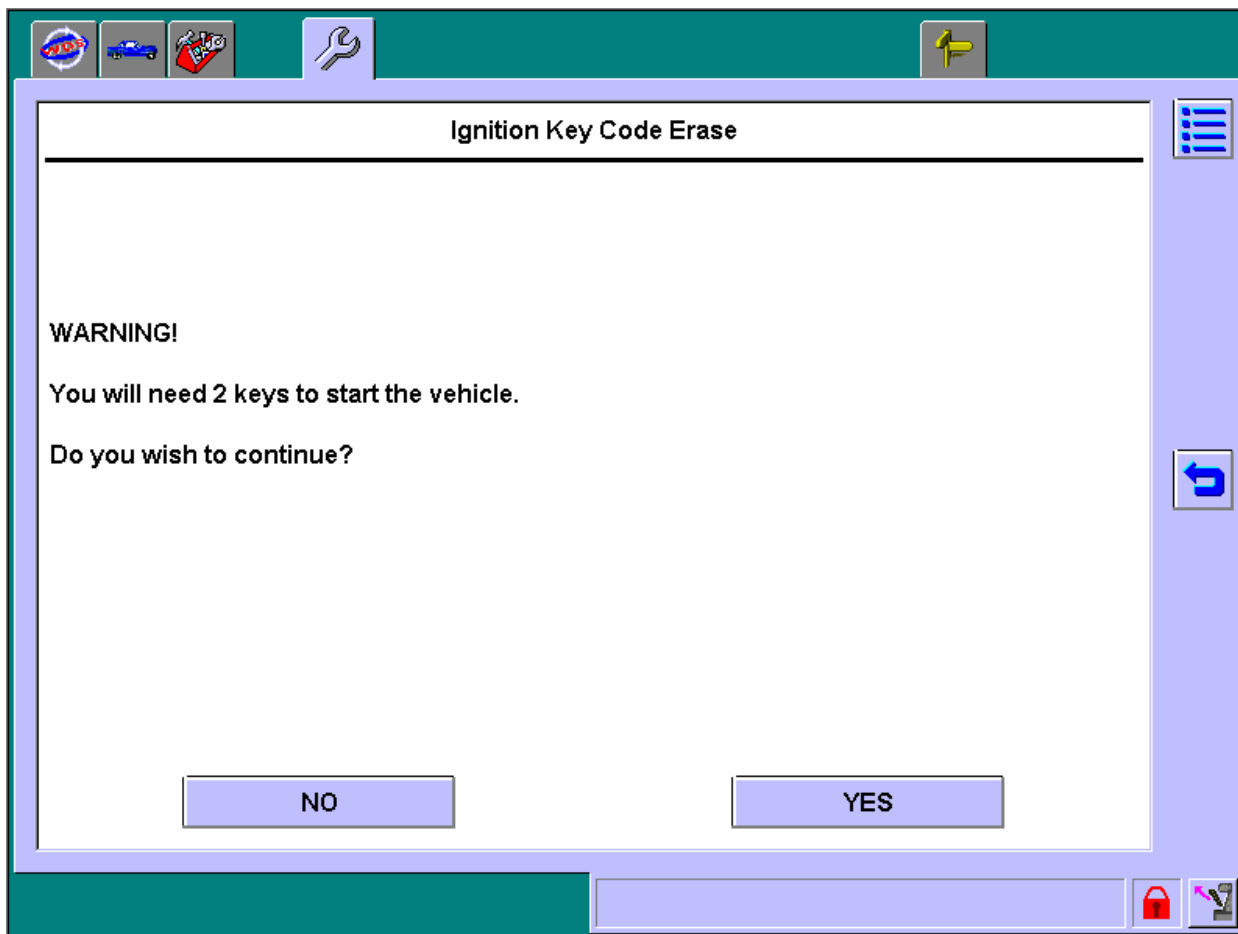 WDS
Ignition Key Code Erase
WARNING!
You will need 2 keys to start the vehicle.
Do you wish to continue?
NO
YES